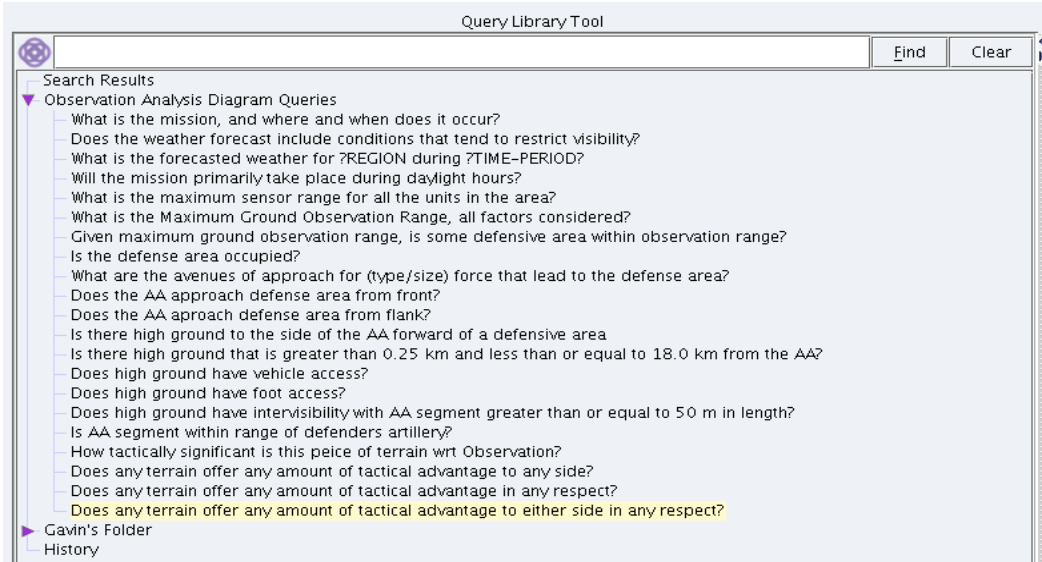 Query Library Tool
Find Clear
Search Results
Observation Analysis Diagram Queries
What is the mission, and where and when does it occur?
Does the weather forecast include conditions that tend to restrict visibility?
What is the forecasted weather for ?REGION during ?TIME-PERIOD?
Will the mission primarily take place during daylight hours?
What is the maximum sensor range for all the units in the area?
What is the Maximum Ground Observation Range, all factors considered?
Given maximum ground observation range, is some defensive area within observation range?
Is the defense area occupied?
What are the avenues of approach for (type/size) force that lead to the defense area?
Does the AA approach defense area from front?
Does the AA aproach defense area from flank?
Is there high ground to the side of the AA forward of a defensive area
Is there high ground that is greater than 0.25 km and less than or equal to 18.0 km from the AA?
Does high ground have vehicle access?
Does high ground have foot access?
Does high ground have intervisibility with AA segment greater than or equal to 50 m in length?
Is AA segment within range of defenders artillery?
How tactically significant is this peice of terrain wrt Observation?
Does any terrain offer any amount of tactical advantage to any side?
Does any terrain offer any amount of tactical advantage in any respect?
Does any terrain offer any amount of tactical advantage to either side in any respect?
Gavin's Folder
History